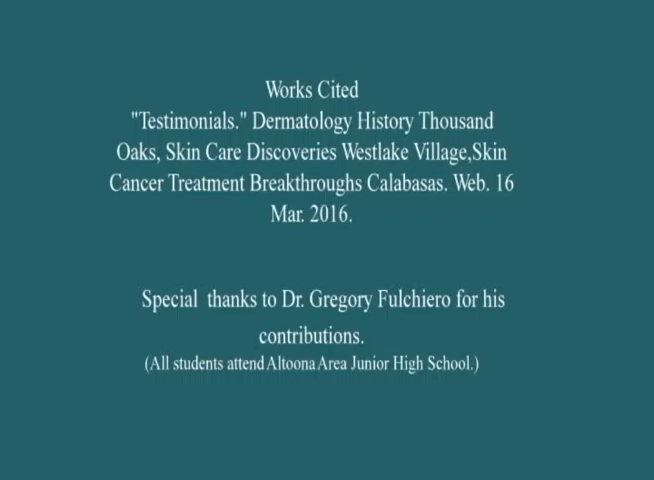 Works Cited
"Testimonials." Dermatology History Thousand
Oaks, Skin Care Discoveries Westlake Village,Skin
Cancer Treatment Breakthroughs Calabasas. Web. 16
Mar. 2016.
Special thanks to Dr. Gregory Fulchiero for his
contributions.
(All students attend Altoona Area Junior High School.)